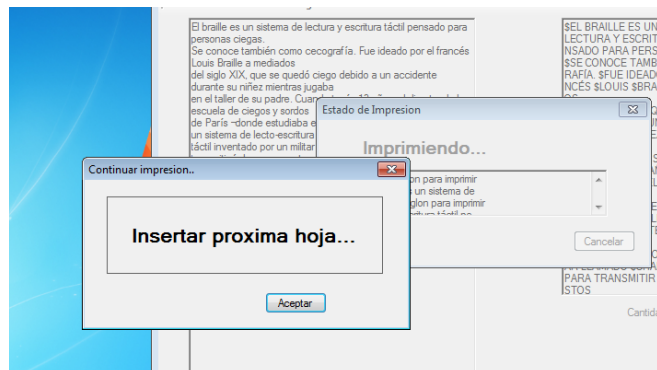 El braille es un sistema de lectura y escritura táctil pensado para
personas ciegas.
Se conoce también como cecografía. Fue ideado por el francés
Louis Braille a mediados
del siglo XIX, que se quedó ciego debido a un accidente
durante su niñez mientras jugaba
en el taller de su padre.
escuela de ciegos y sordos
de París -donde estudiaba
un sistema de lecto-escritura
táctil inventado por un militar
$EL BRAILLE ES UN
LECTURA Y ESCRIT
NSADO PARA PERS
$SE CONOCE TAMB
RAFÍA. $FUE IDEAD
NCÉS $LOUIS $BRA
Estado de Impresion
Imprimiendo...
para imprimir
un sistema de
glon para imprimir
Cancelar
Continuar impresion..
Insertar proxima hoja...
Aceptar
PARA TRANSMITIR
STOS
Cantida